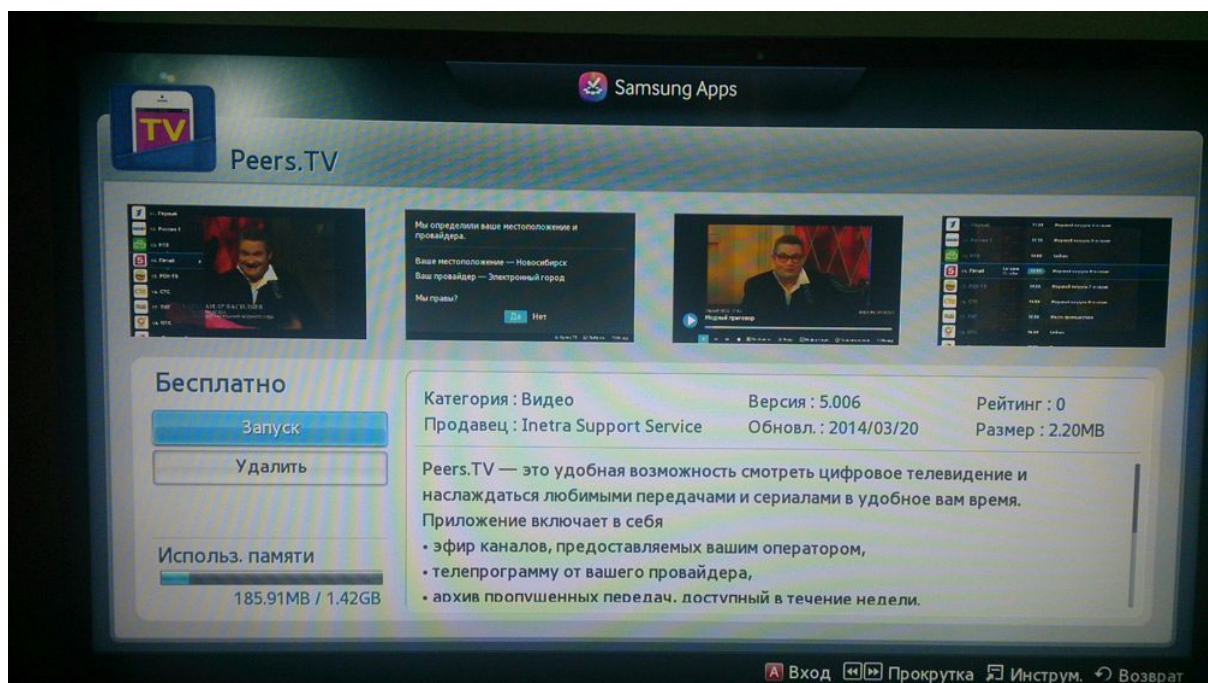 Samsung Apps
TV
Peers.TV
Мы определили ваше местоположение и
провайдера.
Ваше местоположение — Новосибирск
Ваш провайдер — Электронный город
Мы правы?
Да Нет
Модный приговор
Бесплатно
Запуск
Удалить
Использ. памяти
185.91MB / 1.42GB
Категория : Видео
Версия : 5.006
Рейтинг : 0
Продавец : Inetra Support Service
Обновл. : 2014/03/20
Размер : 2.20MB
Peers.TV — это удобная возможность смотреть цифровое телевидение и
наслаждаться любимыми передачами и сериалами в удобное вам время.
Приложение включает в себя
• эфир каналов, предоставляемых вашим оператором,
• телепрограмму от вашего провайдера,
• архив пропущенных передач, доступный в течение недели.
A Вход Прокрутка Инструм. Возврат